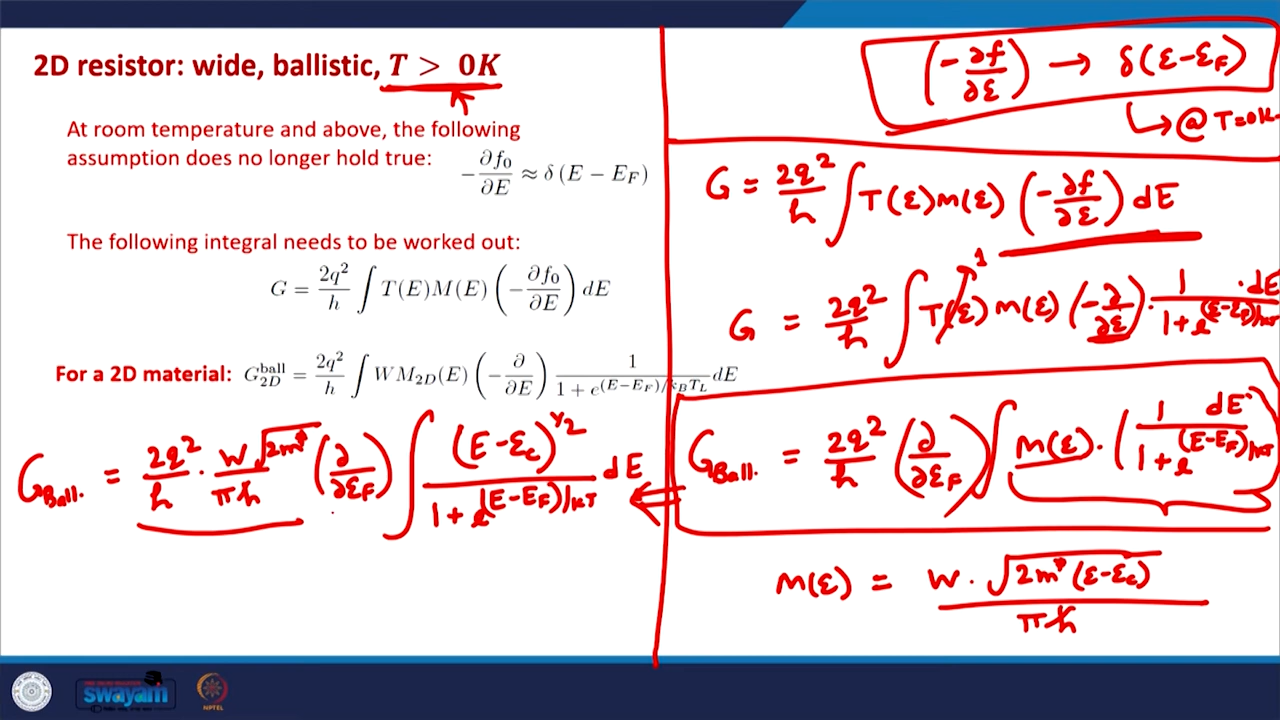 2D resistor: wide, ballistic, T > 0K
At room temperature and above, the following
assumption does no longer hold true: −∂f₀/∂E ≈ δ(E − E_F)
The following integral needs to be worked out:
G = 2q²/h ∫ T(E)M(E) (−∂f₀/∂E) dE
For a 2D material: G_2D^ball = 2q²/h ∫ WM_2D(E) (−∂/∂E) 1/(1 + e^((E−E_F)/k_BT_L)) dE
G_Ball. = 2q²/h · W√2m*/πħ (∂/∂E_F) ∫ (E−E_c)^(1/2)/(1 + e^((E−E_F)/kT)) dE
(−∂f/∂E) → δ(E−E_F)
↳ @ T=0K
G = 2q²/h ∫ T(E)M(E) (−∂f/∂E) dE
G = 2q²/h ∫ T(E) 1 M(E) (−∂/∂E) · 1/(1 + e^((E−E_F)/kT)) · dE
G_Ball. = 2q²/h (∂/∂E_F) ∫ M(E) · (1/(1 + e^((E−E_F)/kT)) dE
M(E) = W · √2m*(E−E_c)/πħ
swayam
NPTEL